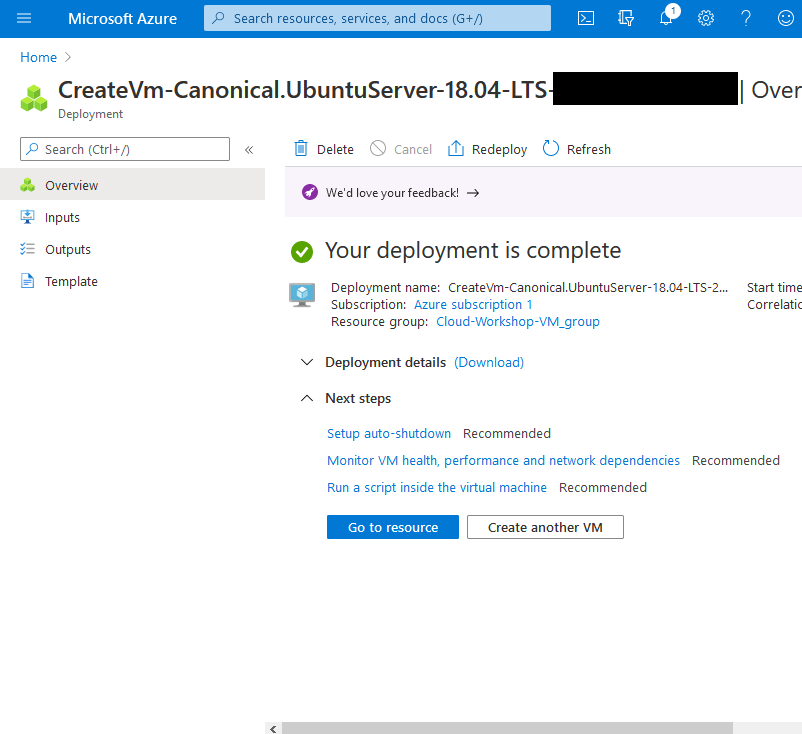 Microsoft Azure
Search resources, services, and docs (G+/)
1
Home
CreateVm-Canonical.UbuntuServer-18.04-LTS- | Over
Deployment
Search (Ctrl+/)
«
Delete
Cancel
Redeploy
Refresh
Overview
Inputs
Outputs
Template
We'd love your feedback! →
Your deployment is complete
Deployment name: CreateVm-Canonical.UbuntuServer-18.04-LTS-2... Start time
Subscription: Azure subscription 1 Correlatio
Resource group: Cloud-Workshop-VM_group
Deployment details (Download)
Next steps
Setup auto-shutdown Recommended
Monitor VM health, performance and network dependencies Recommended
Run a script inside the virtual machine Recommended
Go to resource
Create another VM